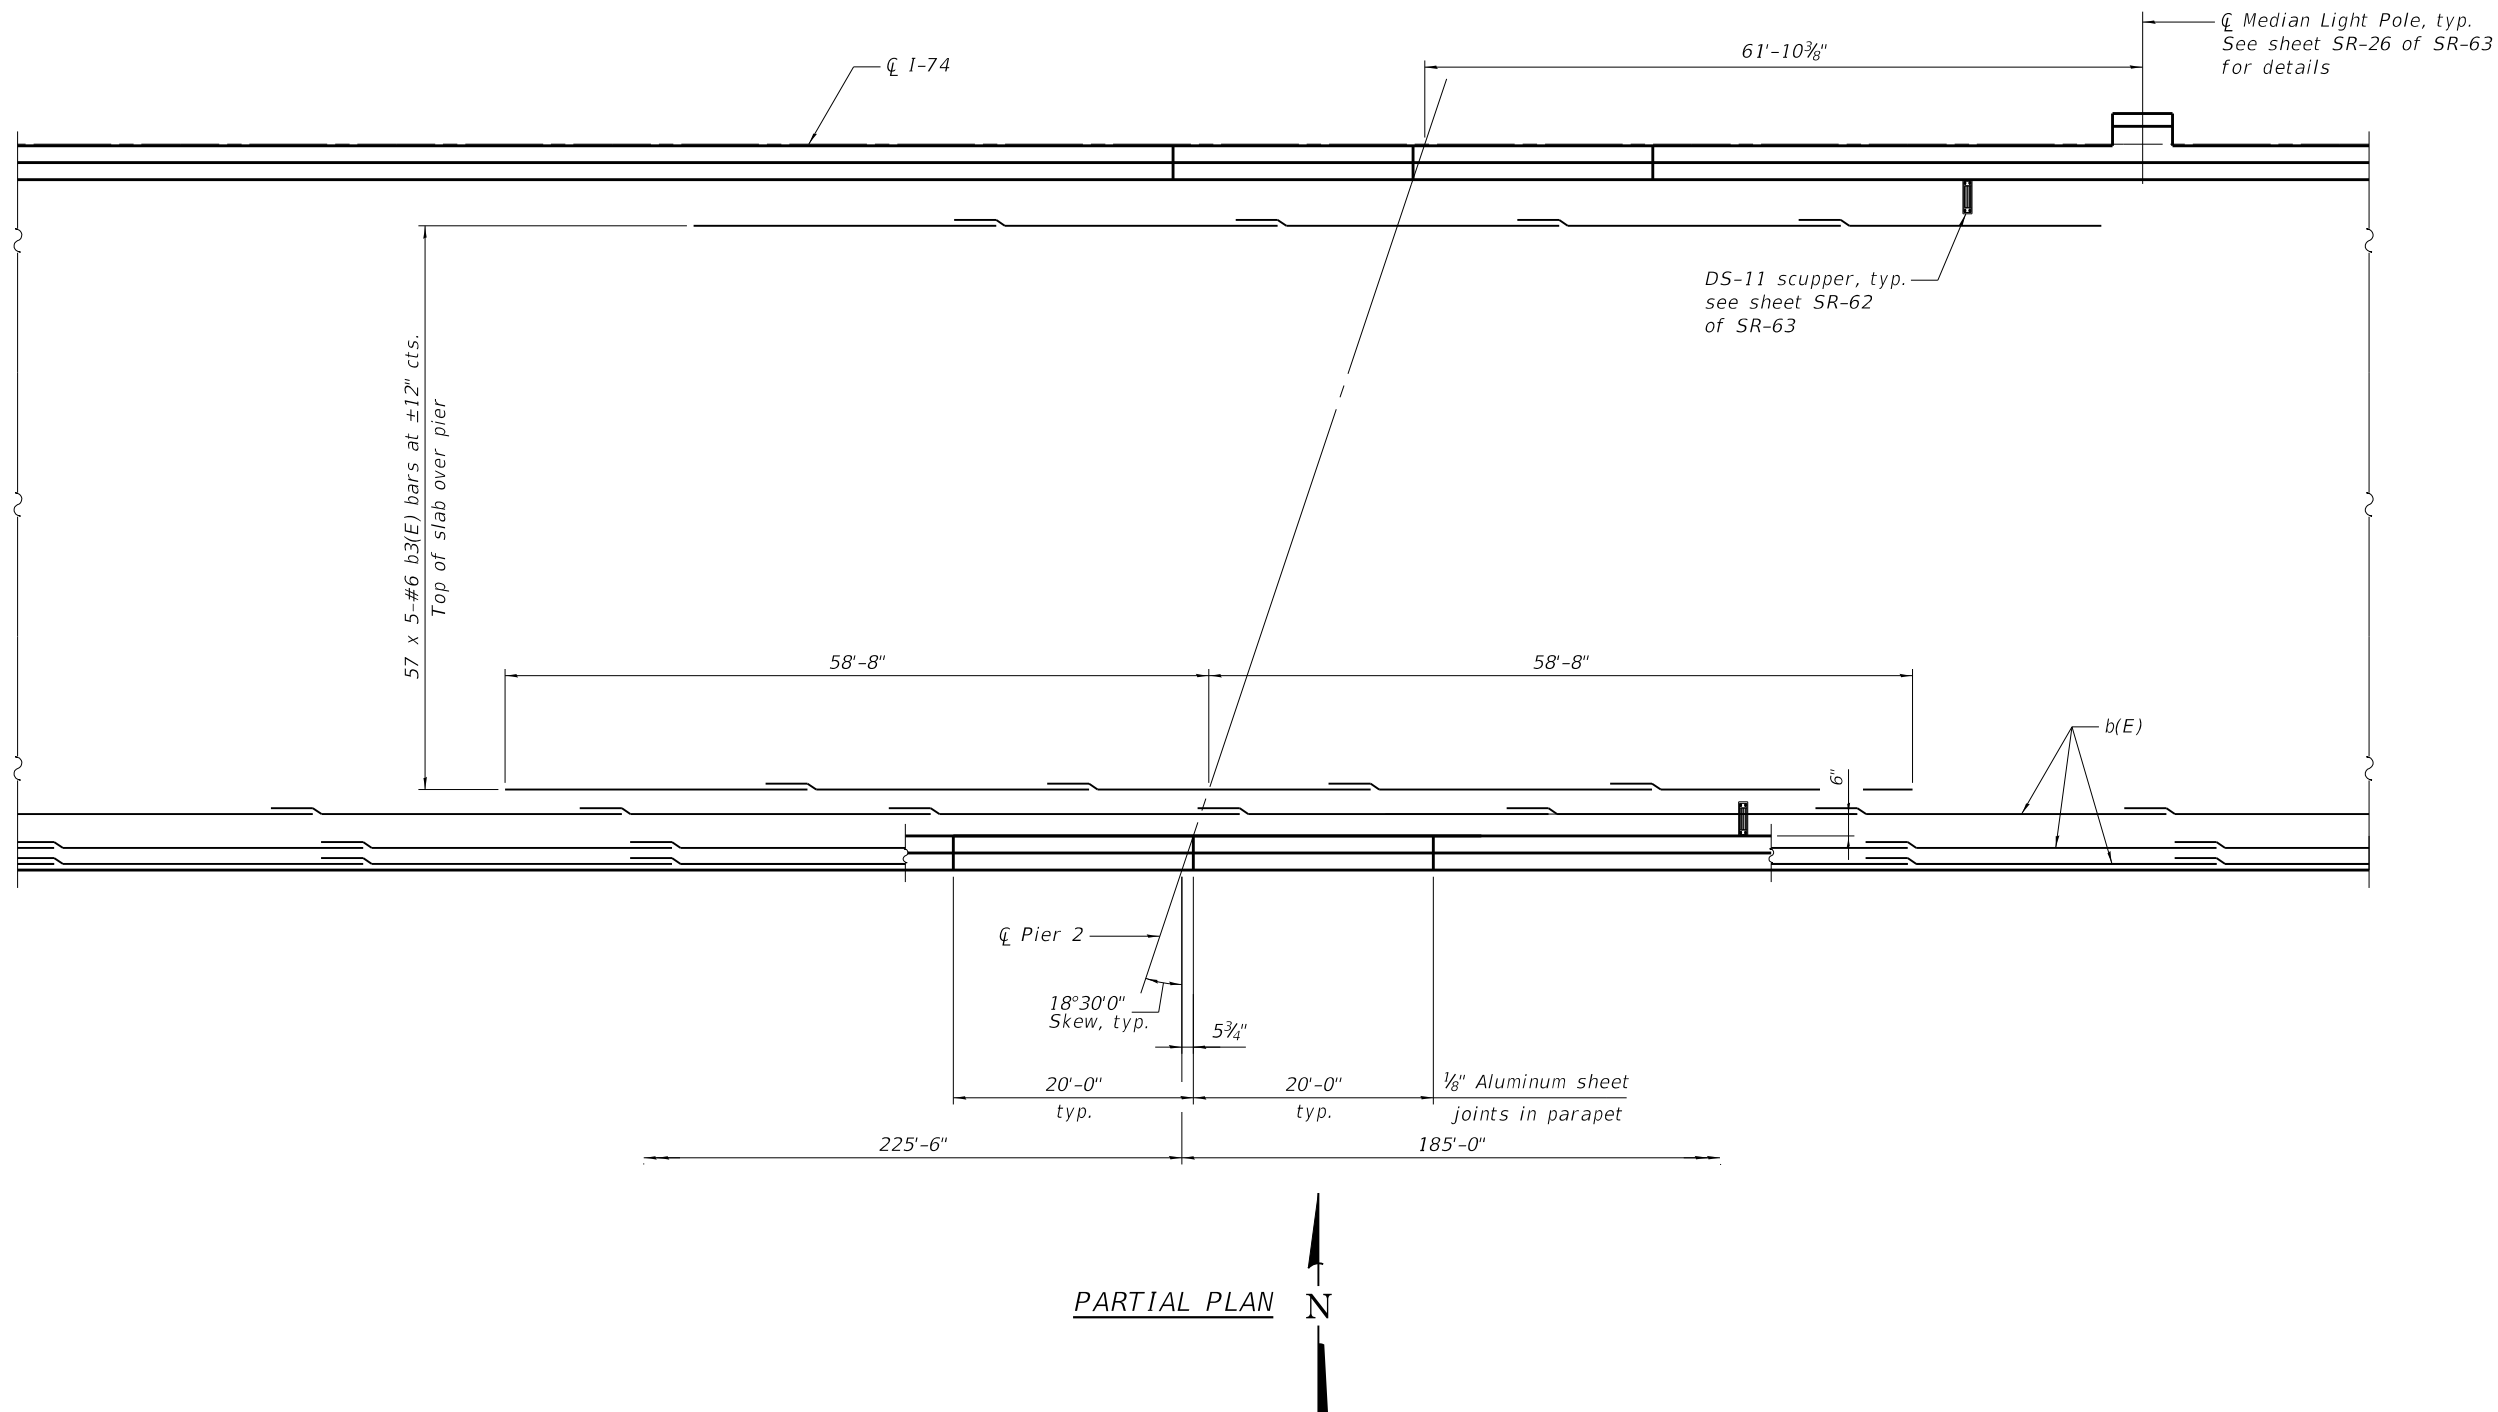 ℄ Median Light Pole, typ.
See sheet SR-26 of SR-63
for details
61'-10⅜"
℄ I-74
DS-11 scupper, typ.
see sheet SR-62
of SR-63
57 x 5-#6 b3(E) bars at ±12" cts.
Top of slab over pier
58'-8"
58'-8"
b(E)
6"
℄ Pier 2
18°30'0"
Skew, typ.
5¾"
20'-0"
typ.
20'-0"
typ.
⅛" Aluminum sheet
joints in parapet
225'-6"
185'-0"
PARTIAL PLAN
N